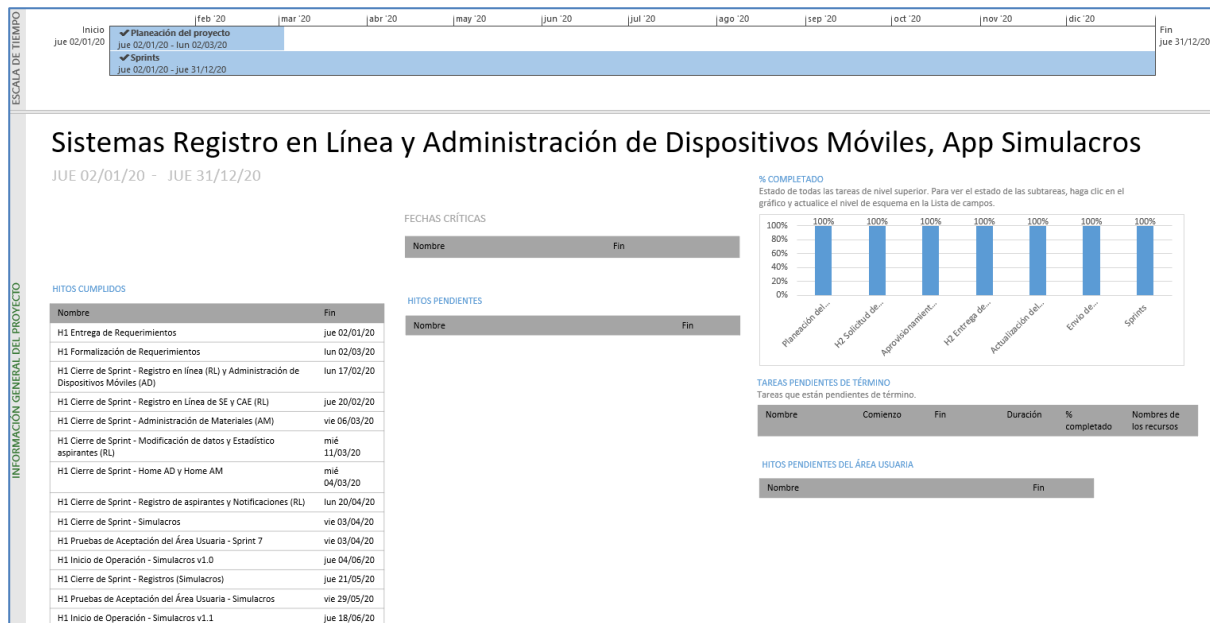 ESCALA DE TIEMPO
feb '20
mar '20
abr '20
may '20
jun '20
jul '20
ago '20
sep '20
oct '20
nov '20
dic '20
Inicio
jue 02/01/20
✔Planeación del proyecto
jue 02/01/20 - lun 02/03/20
✔Sprints
jue 02/01/20 - jue 31/12/20
Fin
jue 31/12/20
INFORMACIÓN GENERAL DEL PROYECTO
Sistemas Registro en Línea y Administración de Dispositivos Móviles, App Simulacros
JUE 02/01/20 - JUE 31/12/20
HITOS CUMPLIDOS
Nombre Fin
H1 Entrega de Requerimientos jue 02/01/20
H1 Formalización de Requerimientos lun 02/03/20
H1 Cierre de Sprint - Registro en línea (RL) y Administración de lun 17/02/20
Dispositivos Móviles (AD)
H1 Cierre de Sprint - Registro en Línea de SE y CAE (RL) jue 20/02/20
H1 Cierre de Sprint - Administración de Materiales (AM) vie 06/03/20
H1 Cierre de Sprint - Modificación de datos y Estadístico mié
aspirantes (RL) 11/03/20
H1 Cierre de Sprint - Home AD y Home AM mié
04/03/20
H1 Cierre de Sprint - Registro de aspirantes y Notificaciones (RL) lun 20/04/20
H1 Cierre de Sprint - Simulacros vie 03/04/20
H1 Pruebas de Aceptación del Área Usuaria - Sprint 7 vie 03/04/20
H1 Inicio de Operación - Simulacros v1.0 jue 04/06/20
H1 Cierre de Sprint - Registros (Simulacros) jue 21/05/20
H1 Pruebas de Aceptación del Área Usuaria - Simulacros vie 29/05/20
H1 Inicio de Operación - Simulacros v1.1 jue 18/06/20
FECHAS CRÍTICAS
Nombre Fin
HITOS PENDIENTES
Nombre Fin
% COMPLETADO
Estado de todas las tareas de nivel superior. Para ver el estado de las subtareas, haga clic en el
gráfico y actualice el nivel de esquema en la Lista de campos.
100% 100% 100% 100% 100% 100% 100%
100%
80%
60%
40%
20%
0%
Planeación del...
H2 Solicitud de...
Aprovisionamient...
H2 Entrega de...
Actualización del...
Envío de...
Sprints
TAREAS PENDIENTES DE TÉRMINO
Tareas que están pendientes de término.
Nombre Comienzo Fin Duración % Nombres de
completado los recursos
HITOS PENDIENTES DEL ÁREA USUARIA
Nombre Fin